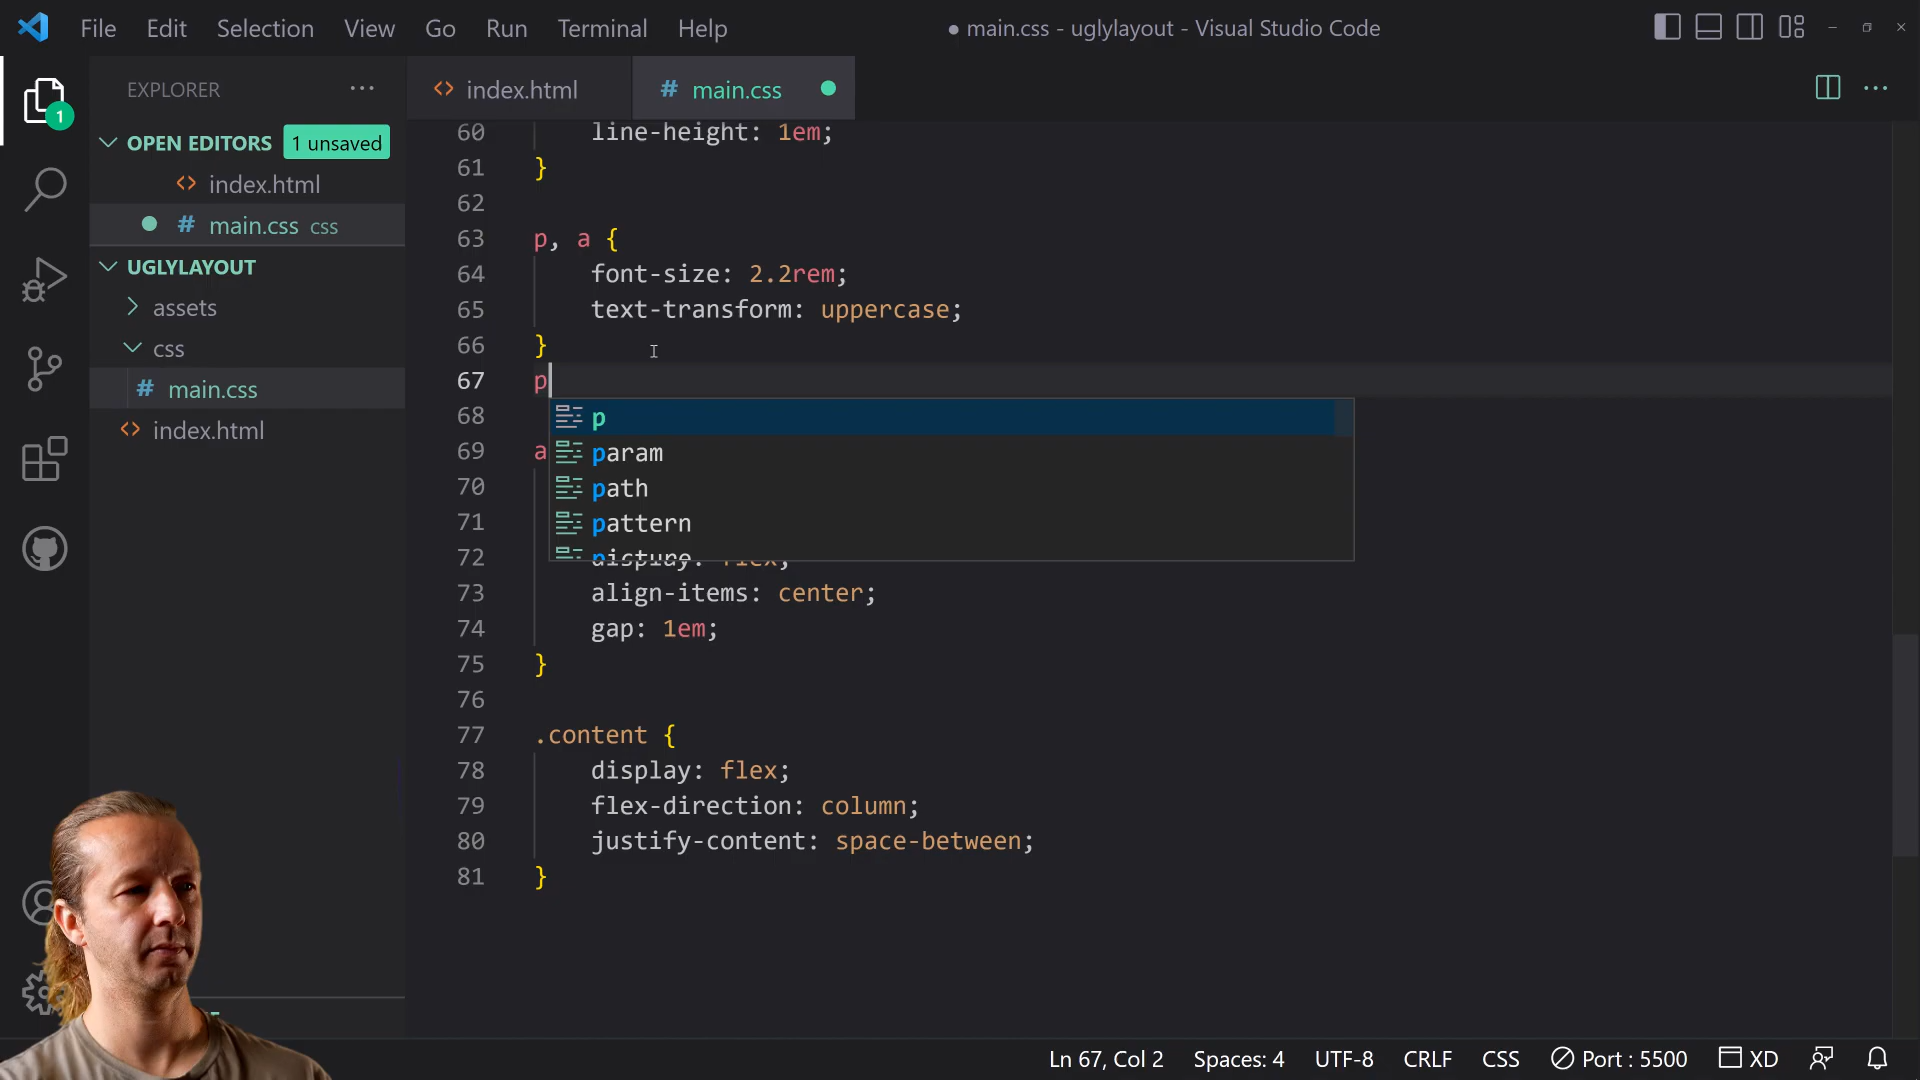 File Edit Selection View Go Run Terminal Help
● main.css - uglylayout - Visual Studio Code
EXPLORER
1
OPEN EDITORS 1 unsaved
index.html
# main.css css
UGLYLAYOUT
assets
css
# main.css
index.html
index.html
# main.css
60 line-height: 1em;
61 }
62
63 p, a {
64 font-size: 2.2rem;
65 text-transform: uppercase;
66 }
67 p
68
69 a
70
71
72 display: flex;
73 align-items: center;
74 gap: 1em;
75 }
76
77 .content {
78 display: flex;
79 flex-direction: column;
80 justify-content: space-between;
81 }
p
param
path
pattern
picture
Ln 67, Col 2 Spaces: 4 UTF-8 CRLF CSS Port : 5500 XD